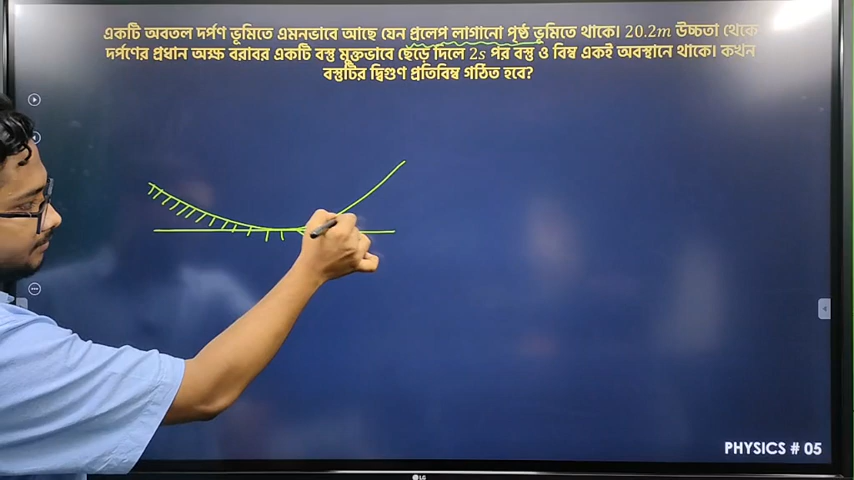 একটি অবতল দর্পণ ভূমিতে এমনভাবে আছে যেন প্রলেপ লাগানো পৃষ্ঠ ভূমিতে থাকে। 20.2m উচ্চতা থেকে
দর্পণের প্রধান অক্ষ বরাবর একটি বস্তু মুক্তভাবে ছেড়ে দিলে 2s পর বস্তু ও বিম্ব একই অবস্থানে থাকে। কখন
বস্তুটির দ্বিগুণ প্রতিবিম্ব গঠিত হবে?
PHYSICS # 05
LG